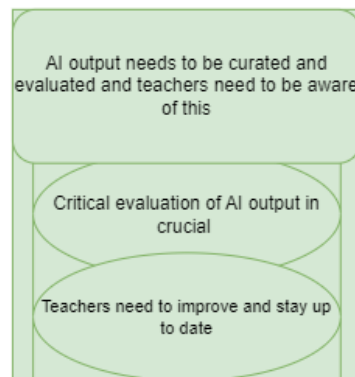 AI output needs to be curated and
evaluated and teachers need to be aware
of this
Critical evaluation of AI output in
crucial
Teachers need to improve and stay up
to date